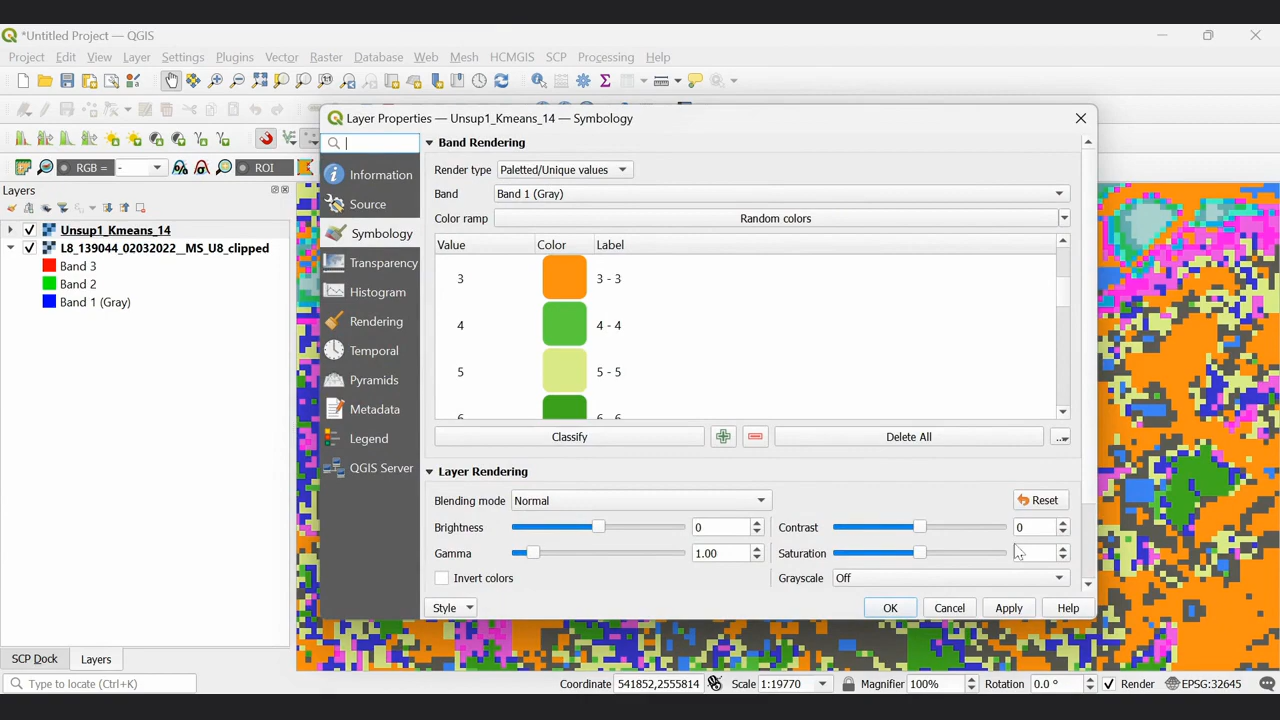 *Untitled Project — QGIS
Project Edit View Layer Settings Plugins Vector Raster Database Web Mesh HCMGIS SCP Processing Help
Layer Properties — Unsup1_Kmeans_14 — Symbology
RGB = - ROI
Layers
Unsup1_Kmeans_14
L8_139044_02032022__MS_U8_clipped
Band 3
Band 2
Band 1 (Gray)
Information
Source
Symbology
Transparency
Histogram
Rendering
Temporal
Pyramids
Metadata
Legend
QGIS Server
Band Rendering
Render type Paletted/Unique values
Band Band 1 (Gray)
Color ramp Random colors
Value Color Label
3 3 - 3
4 4 - 4
5 5 - 5
6 6 - 6
Classify Delete All ...
Layer Rendering
Blending mode Normal Reset
Brightness 0 Contrast 0
Gamma 1.00 Saturation
Invert colors Grayscale Off
Style OK Cancel Apply Help
SCP Dock Layers
Type to locate (Ctrl+K) Coordinate 541852,2555814 Scale 1:19770 Magnifier 100% Rotation 0.0 ° Render EPSG:32645